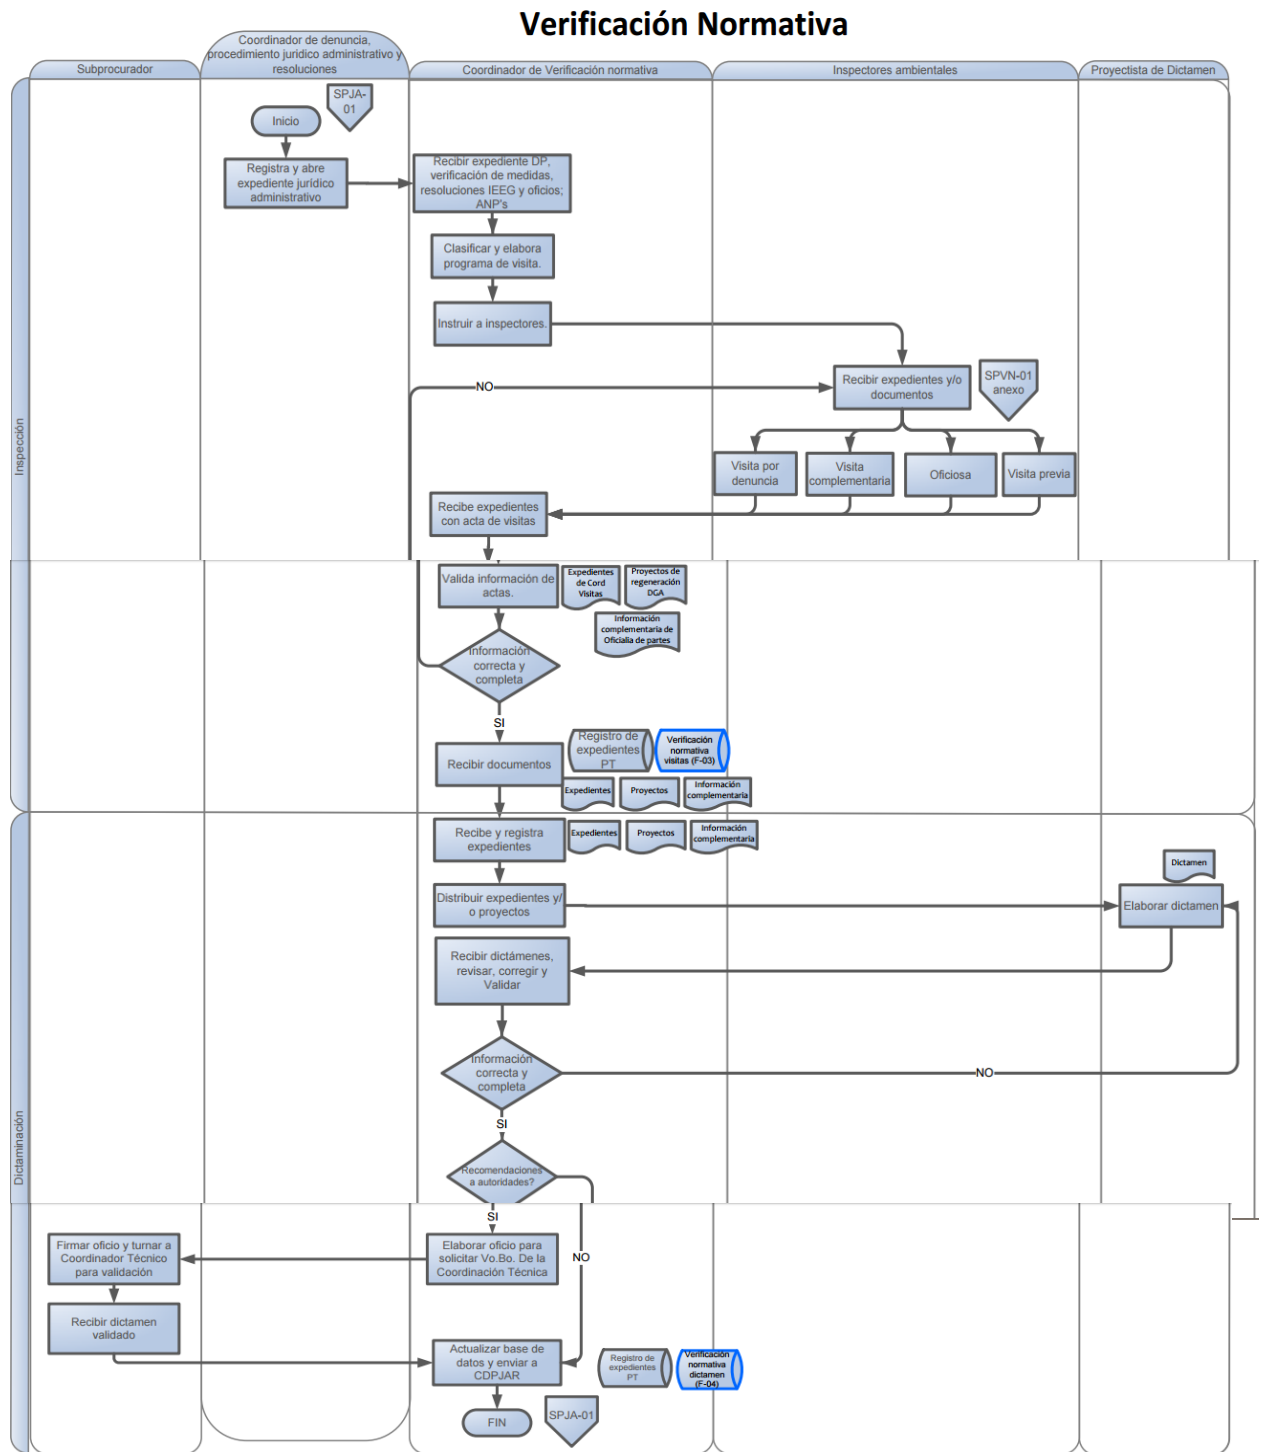 Verificación Normativa
Subprocurador
Coordinador de denuncia,
procedimiento juridico administrativo y
resoluciones
Coordinador de Verificación normativa
Inspectores ambientales
Proyectista de Dictamen
Inspección
SPJA-
01
Inicio
Registra y abre
expediente jurídico
administrativo
Recibir expediente DP,
verificación de medidas,
resoluciones IEEG y oficios;
ANP's
Clasificar y elabora
programa de visita.
Instruir a inspectores.
Recibir expedientes y/o
documentos
SPVN-01
anexo
NO
Visita por
denuncia
Visita
complementaria
Oficiosa
Visita previa
Recibe expedientes
con acta de visitas
Valida información de
actas.
Expedientes
de Cord
Visitas
Proyectos de
regeneración
DGA
Información
complementaria de
Oficialia de partes
Información
correcta y
completa
SI
Recibir documentos
Registro de
expedientes
PT
Verificación
normativa
visitas (F-03)
Expedientes
Proyectos
Información
complementaria
Dictaminación
Recibe y registra
expedientes
Expedientes
Proyectos
Información
complementaria
Distribuir expedientes y/
o proyectos
Dictamen
Elaborar dictamen
Recibir dictámenes,
revisar, corregir y
Validar
Información
correcta y
completa
NO
SI
Recomendaciones
a autoridades?
SI
NO
Elaborar oficio para
solicitar Vo.Bo. De la
Coordinación Técnica
Firmar oficio y turnar a
Coordinador Técnico
para validación
Recibir dictamen
validado
Actualizar base de
datos y enviar a
CDPJAR
Registro de
expedientes
PT
Verificación
normativa
dictamen
(F-04)
FIN
SPJA-01